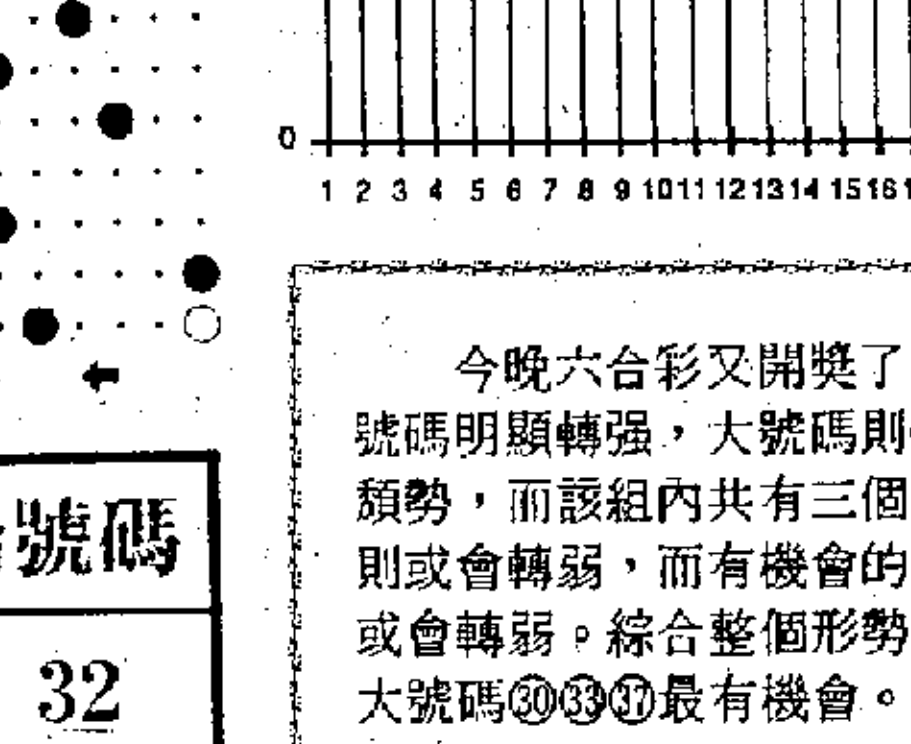 0
1 2 3 4 5 6 7 8 9 10 11 12 13 14 15 16
號碼
32
今晚六合彩又開獎了
號碼明顯轉强，大號碼則
頹勢，而該組內共有三個
則或會轉弱，而有機會的
或會轉弱。綜合整個形勢
大號碼㉚㉝㊲最有機會。